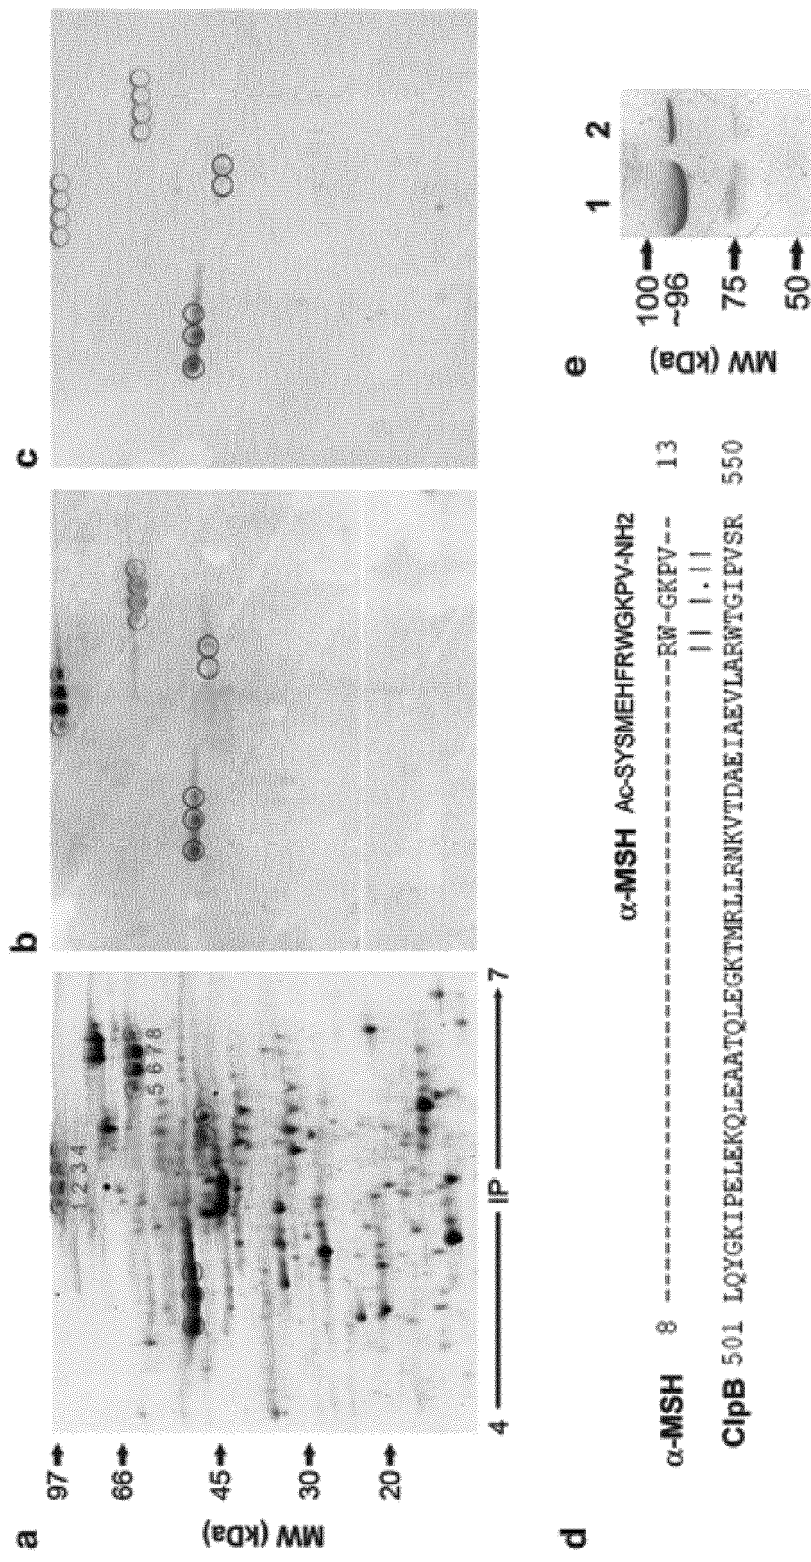 a
MW (kDa)
97
66
45
30
20
1 2 3 4
5 6 7 8
4 IP 7
b
c
d
α-MSH Ac-SYSMEHFRWGKPV-NH2
α-MSH 8 --------------------------------------RW-GKPV-- 13
|| |.||
ClpB 501 LQYGKIPELEKQLEAATQLEGKTMRLLRNKVTDAEIAEVLARWTGIPVSR 550
e
1 2
MW (kDa)
100
~96
75
50